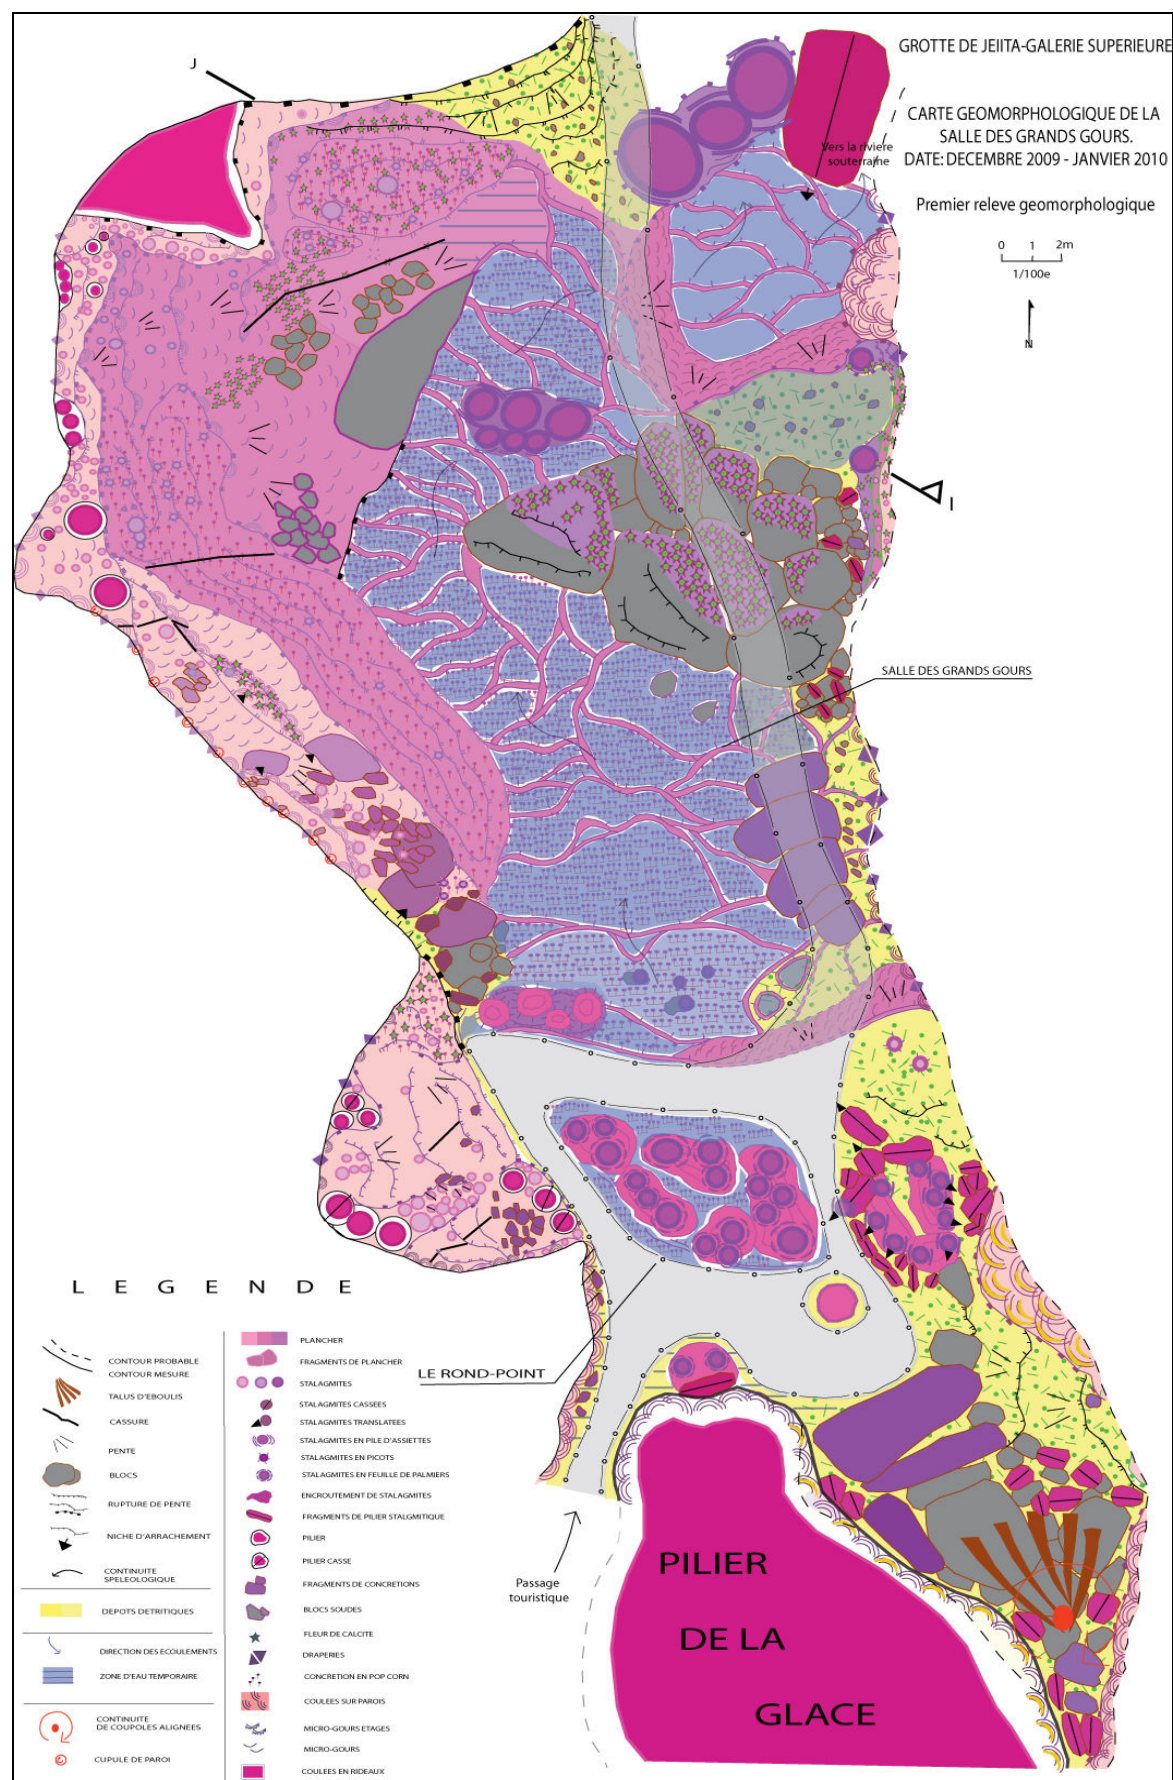 GROTTE DE JEIITA-GALERIE SUPERIEURE
CARTE GEOMORPHOLOGIQUE DE LA
SALLE DES GRANDS GOURS.
DATE: DECEMBRE 2009 - JANVIER 2010
Premier releve geomorphologique
0 1 2m
1/100e
N
J
Vers la riviere
souterraine
I
SALLE DES GRANDS GOURS
LE ROND-POINT
Passage
touristique
PILIER
DE LA
GLACE
L E G E N D E
CONTOUR PROBABLE
CONTOUR MESURE
TALUS D'EBOULIS
CASSURE
PENTE
BLOCS
RUPTURE DE PENTE
NICHE D'ARRACHEMENT
CONTINUITE
SPELEOLOGIQUE
DEPOTS DETRITIQUES
DIRECTION DES ECOULEMENTS
ZONE D'EAU TEMPORAIRE
CONTINUITE
DE COUPOLES ALIGNEES
CUPULE DE PAROI
PLANCHER
FRAGMENTS DE PLANCHER
STALAGMITES
STALAGMITES CASSEES
STALAGMITES TRANSLATEES
STALAGMITES EN PILE D'ASSIETTES
STALAGMITES EN PICOTS
STALAGMITES EN FEUILLE DE PALMIERS
ENCROUTEMENT DE STALAGMITES
FRAGMENTS DE PILIER STALGMITIQUE
PILIER
PILIER CASSE
FRAGMENTS DE CONCRETIONS
BLOCS SOUDES
FLEUR DE CALCITE
DRAPERIES
CONCRETION EN POP CORN
COULEES SUR PAROIS
MICRO-GOURS ETAGES
MICRO-GOURS
COULEES EN RIDEAUX